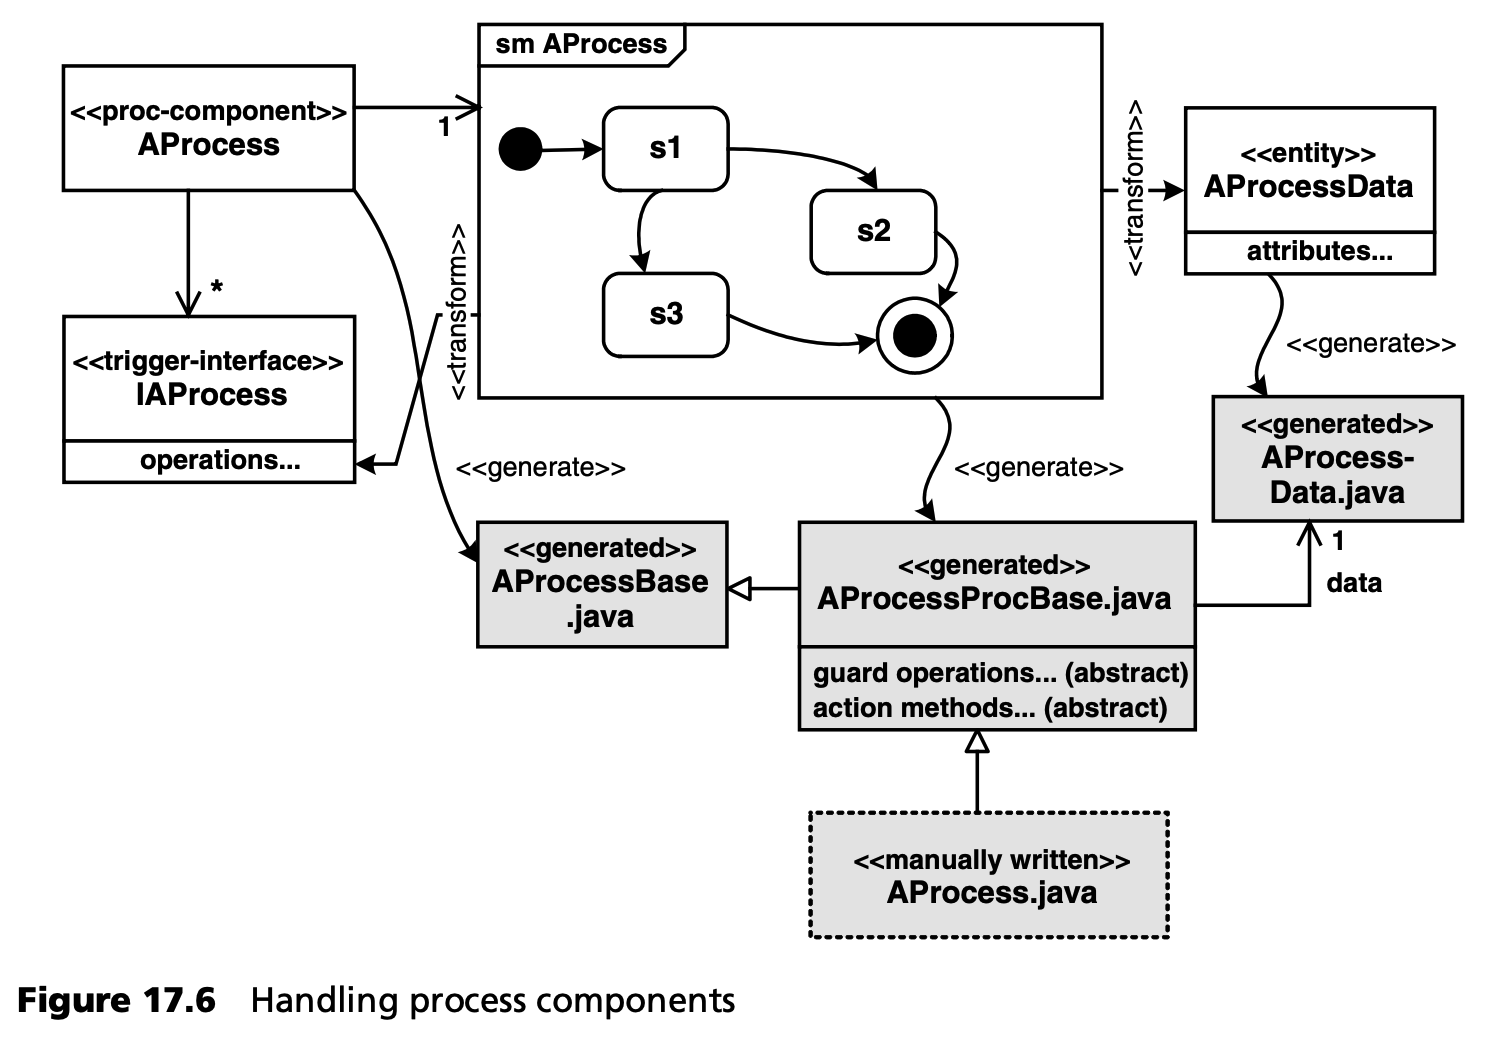 sm AProcess
<<proc-component>>
AProcess
1
s1
s2
s3
<<transform>>
<<entity>>
AProcessData
attributes...
*
<<trigger-interface>>
IAProcess
operations...
<<transform>>
<<generate>>
<<generate>>
<<generate>>
<<generated>>
AProcess-
Data.java
<<generated>>
AProcessBase
.java
<<generated>>
AProcessProcBase.java
guard operations... (abstract)
action methods... (abstract)
1
data
<<manually written>>
AProcess.java
Figure 17.6 Handling process components